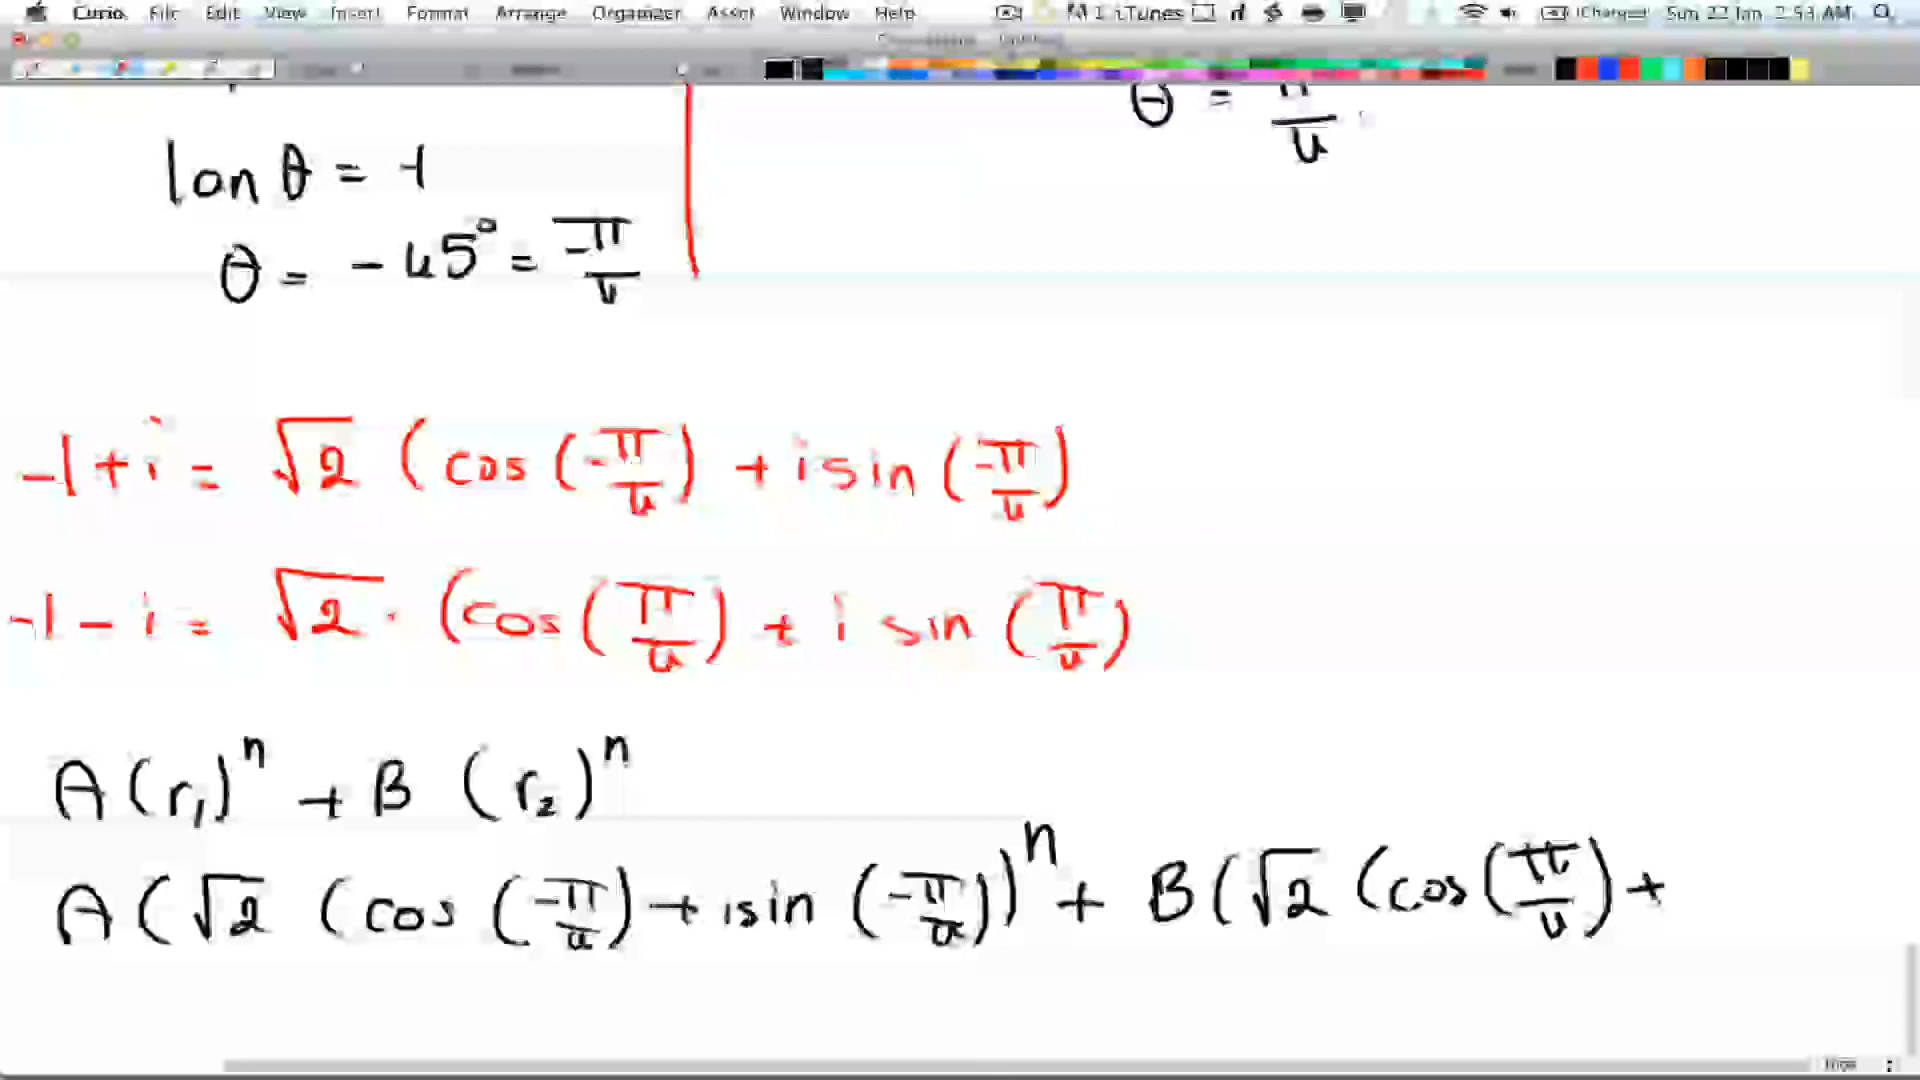 Curio File Edit View Insert Format Arrange Organizer Asset Window Help iTunes iCharged Sun 22 Jan 2:53 AM
θ = π/4
tan θ = -1
θ = -45° = -π/4
-1+i = √2 (cos(-π/4) + i sin(-π/4)
-1-i = √2 . (cos(π/4) + i sin(π/4)
A(r₁)ⁿ + B (r₂)ⁿ
A(√2 (cos(-π/4) + i sin(-π/4))ⁿ + B(√2 (cos(π/4) +